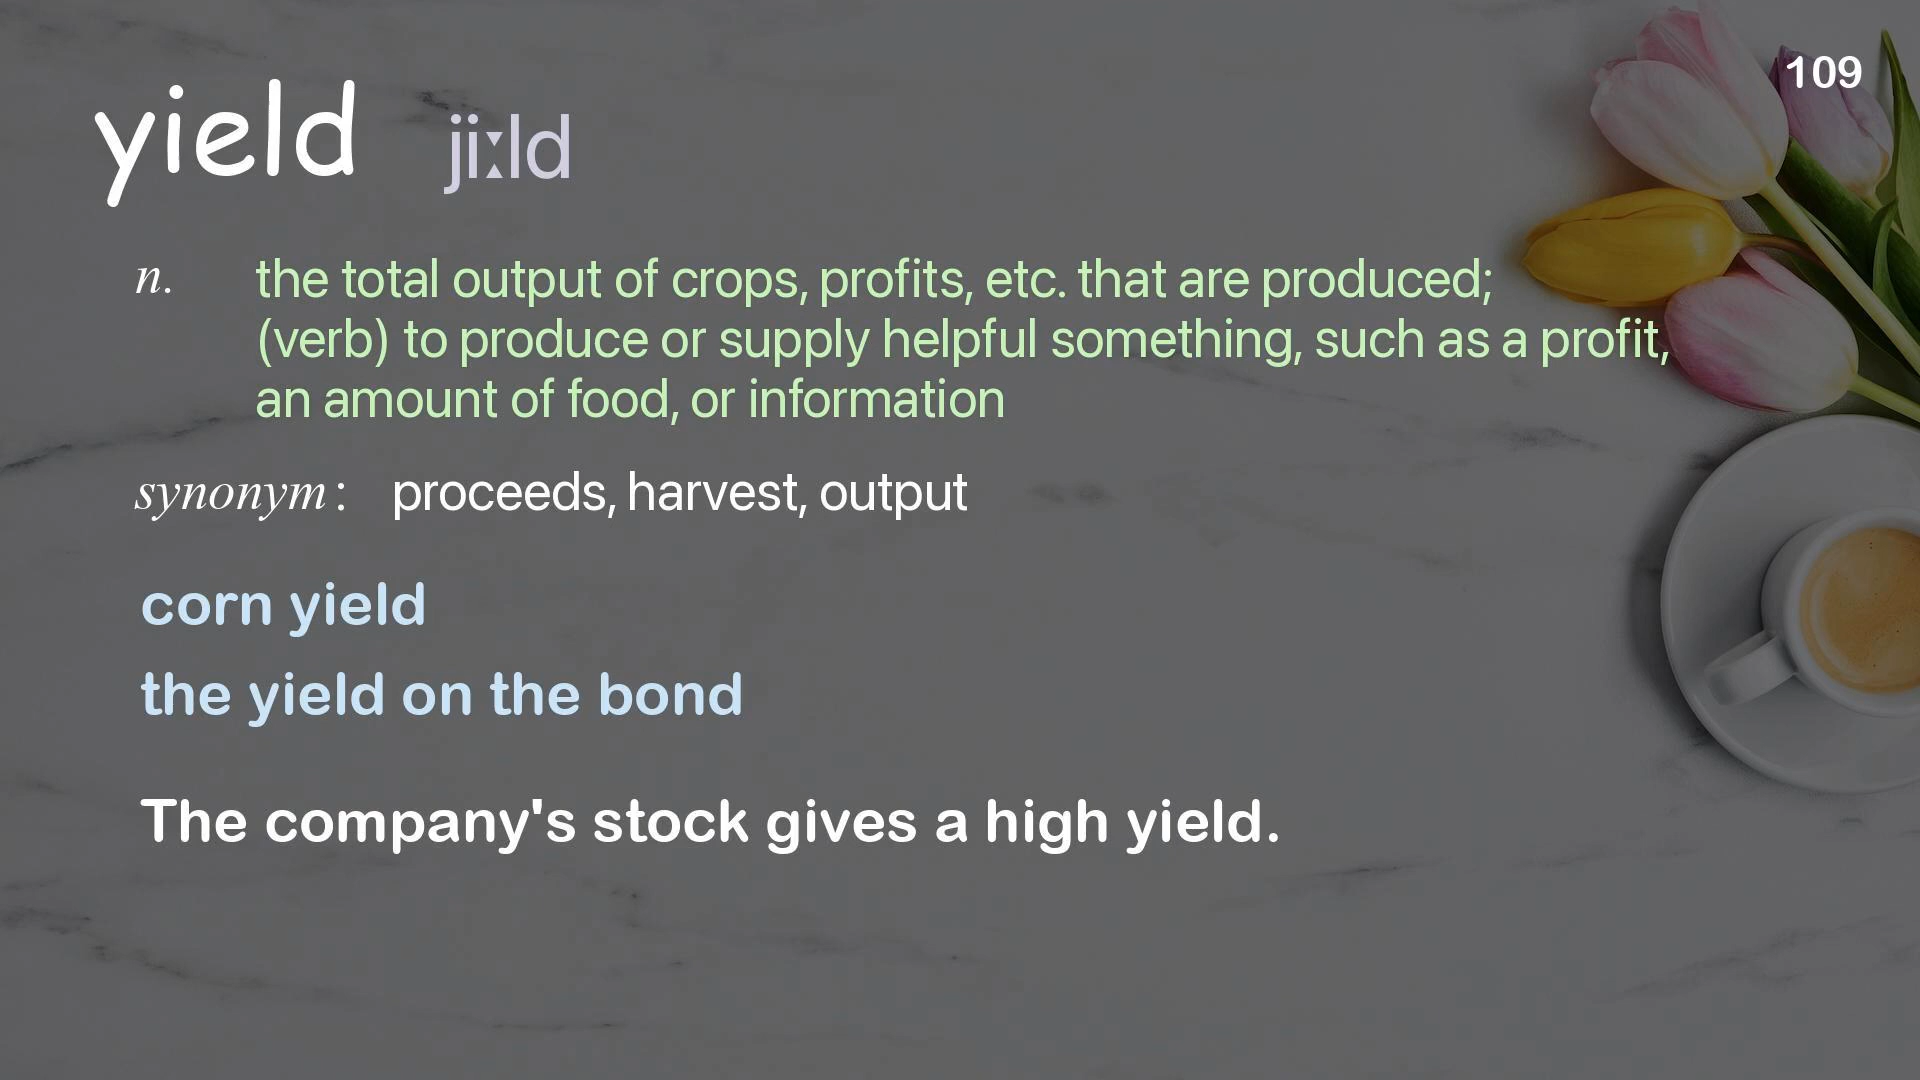 109
yield jiːld
n. the total output of crops, profits, etc. that are produced;
(verb) to produce or supply helpful something, such as a profit,
an amount of food, or information
synonym: proceeds, harvest, output
corn yield
the yield on the bond
The company's stock gives a high yield.